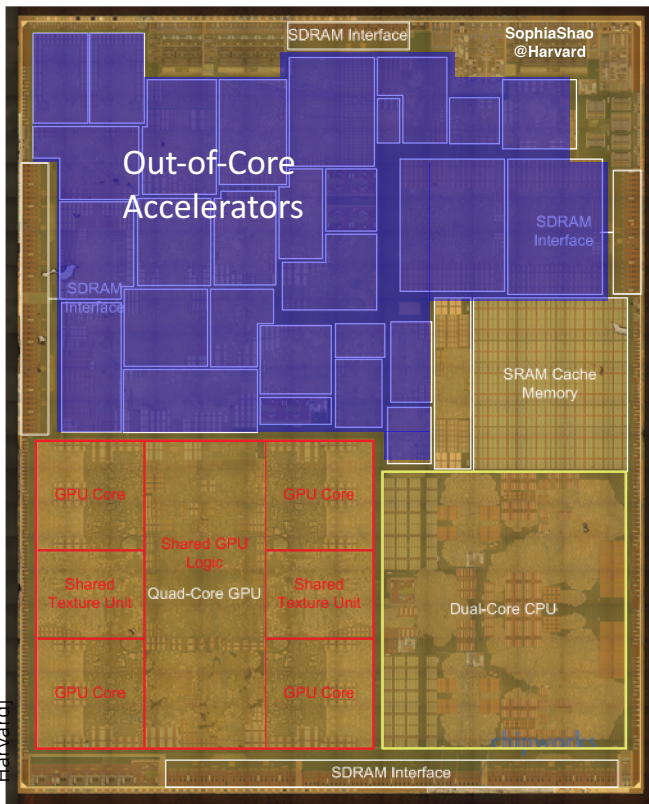 SDRAM Interface
SophiaShao
@Harvard
Out-of-Core
Accelerators
SDRAM
Interface
SDRAM
Interface
SRAM Cache
Memory
GPU Core
GPU Core
Shared GPU
Logic
Shared
Texture Unit
Quad-Core GPU
Shared
Texture Unit
Dual-Core CPU
GPU Core
GPU Core
chipworks
Harvard]
SDRAM Interface